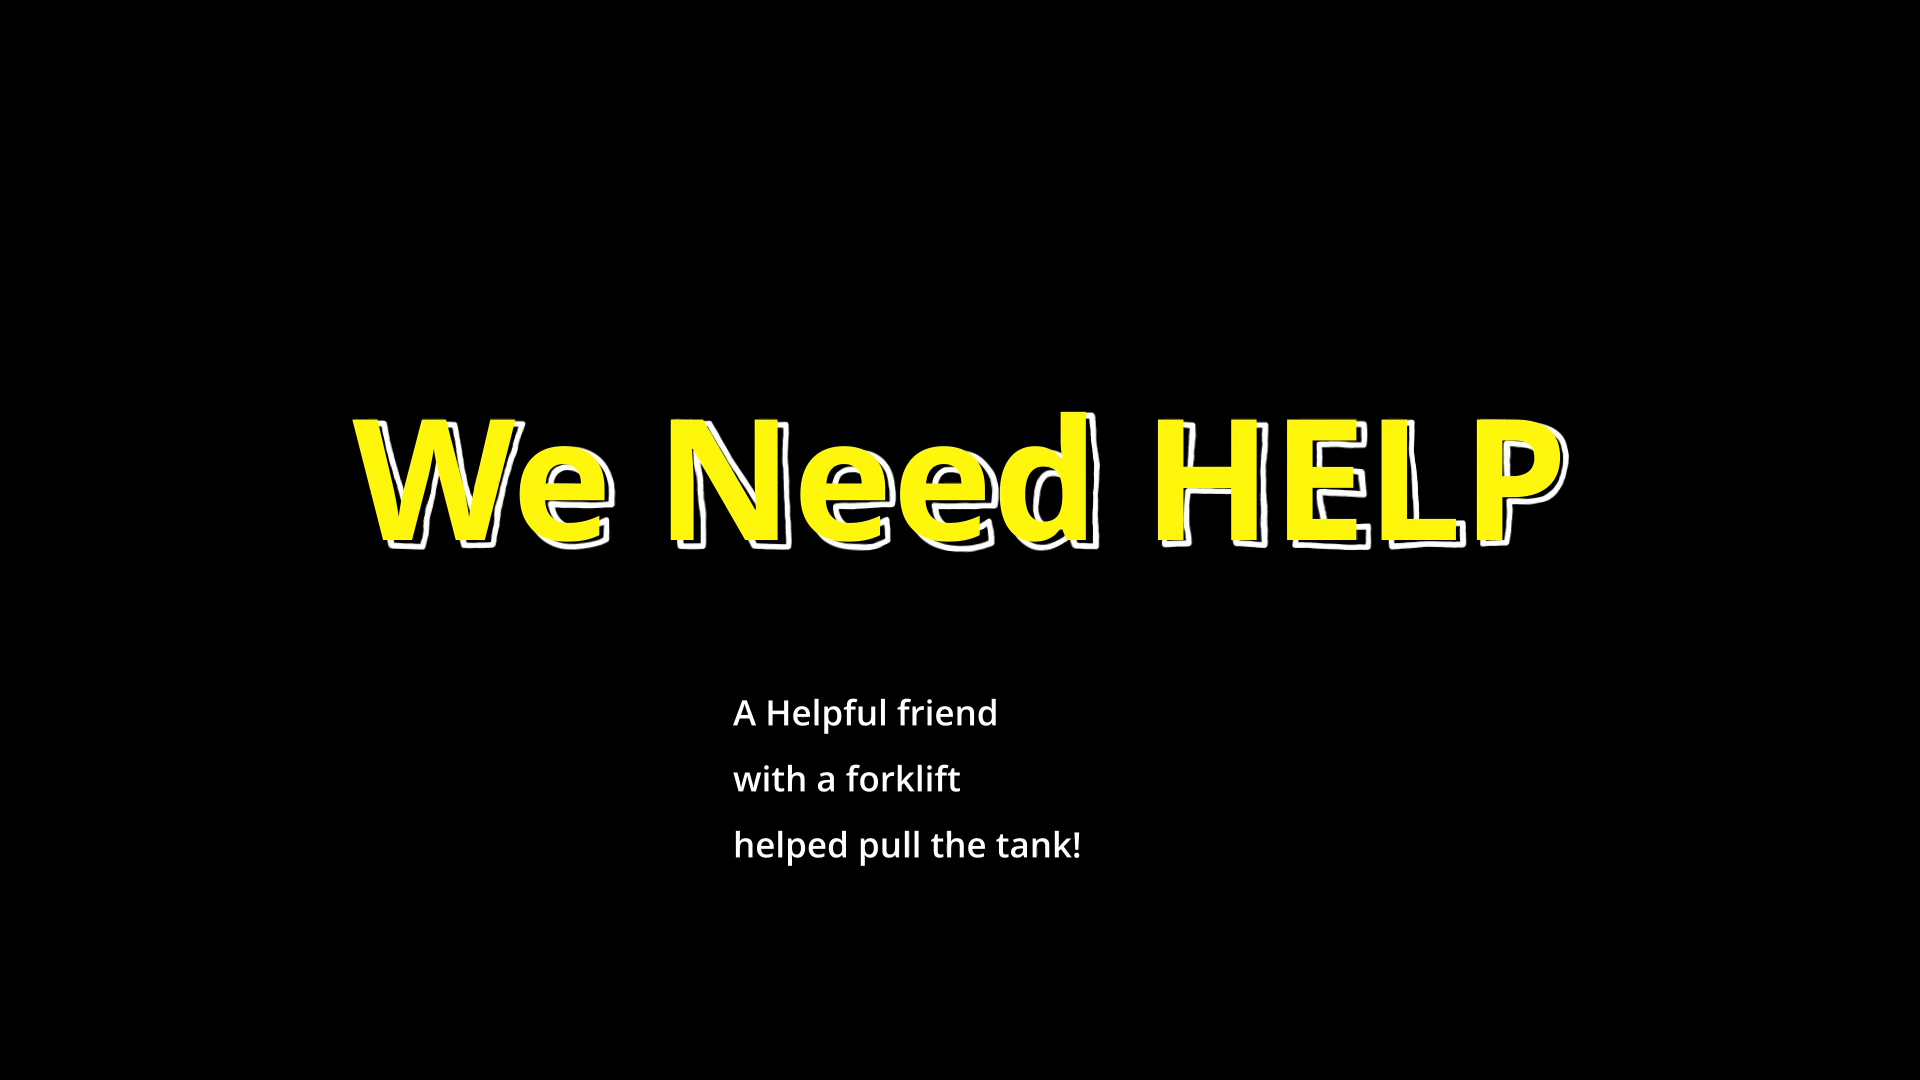 We Need HELP
A Helpful friend
with a forklift
helped pull the tank!